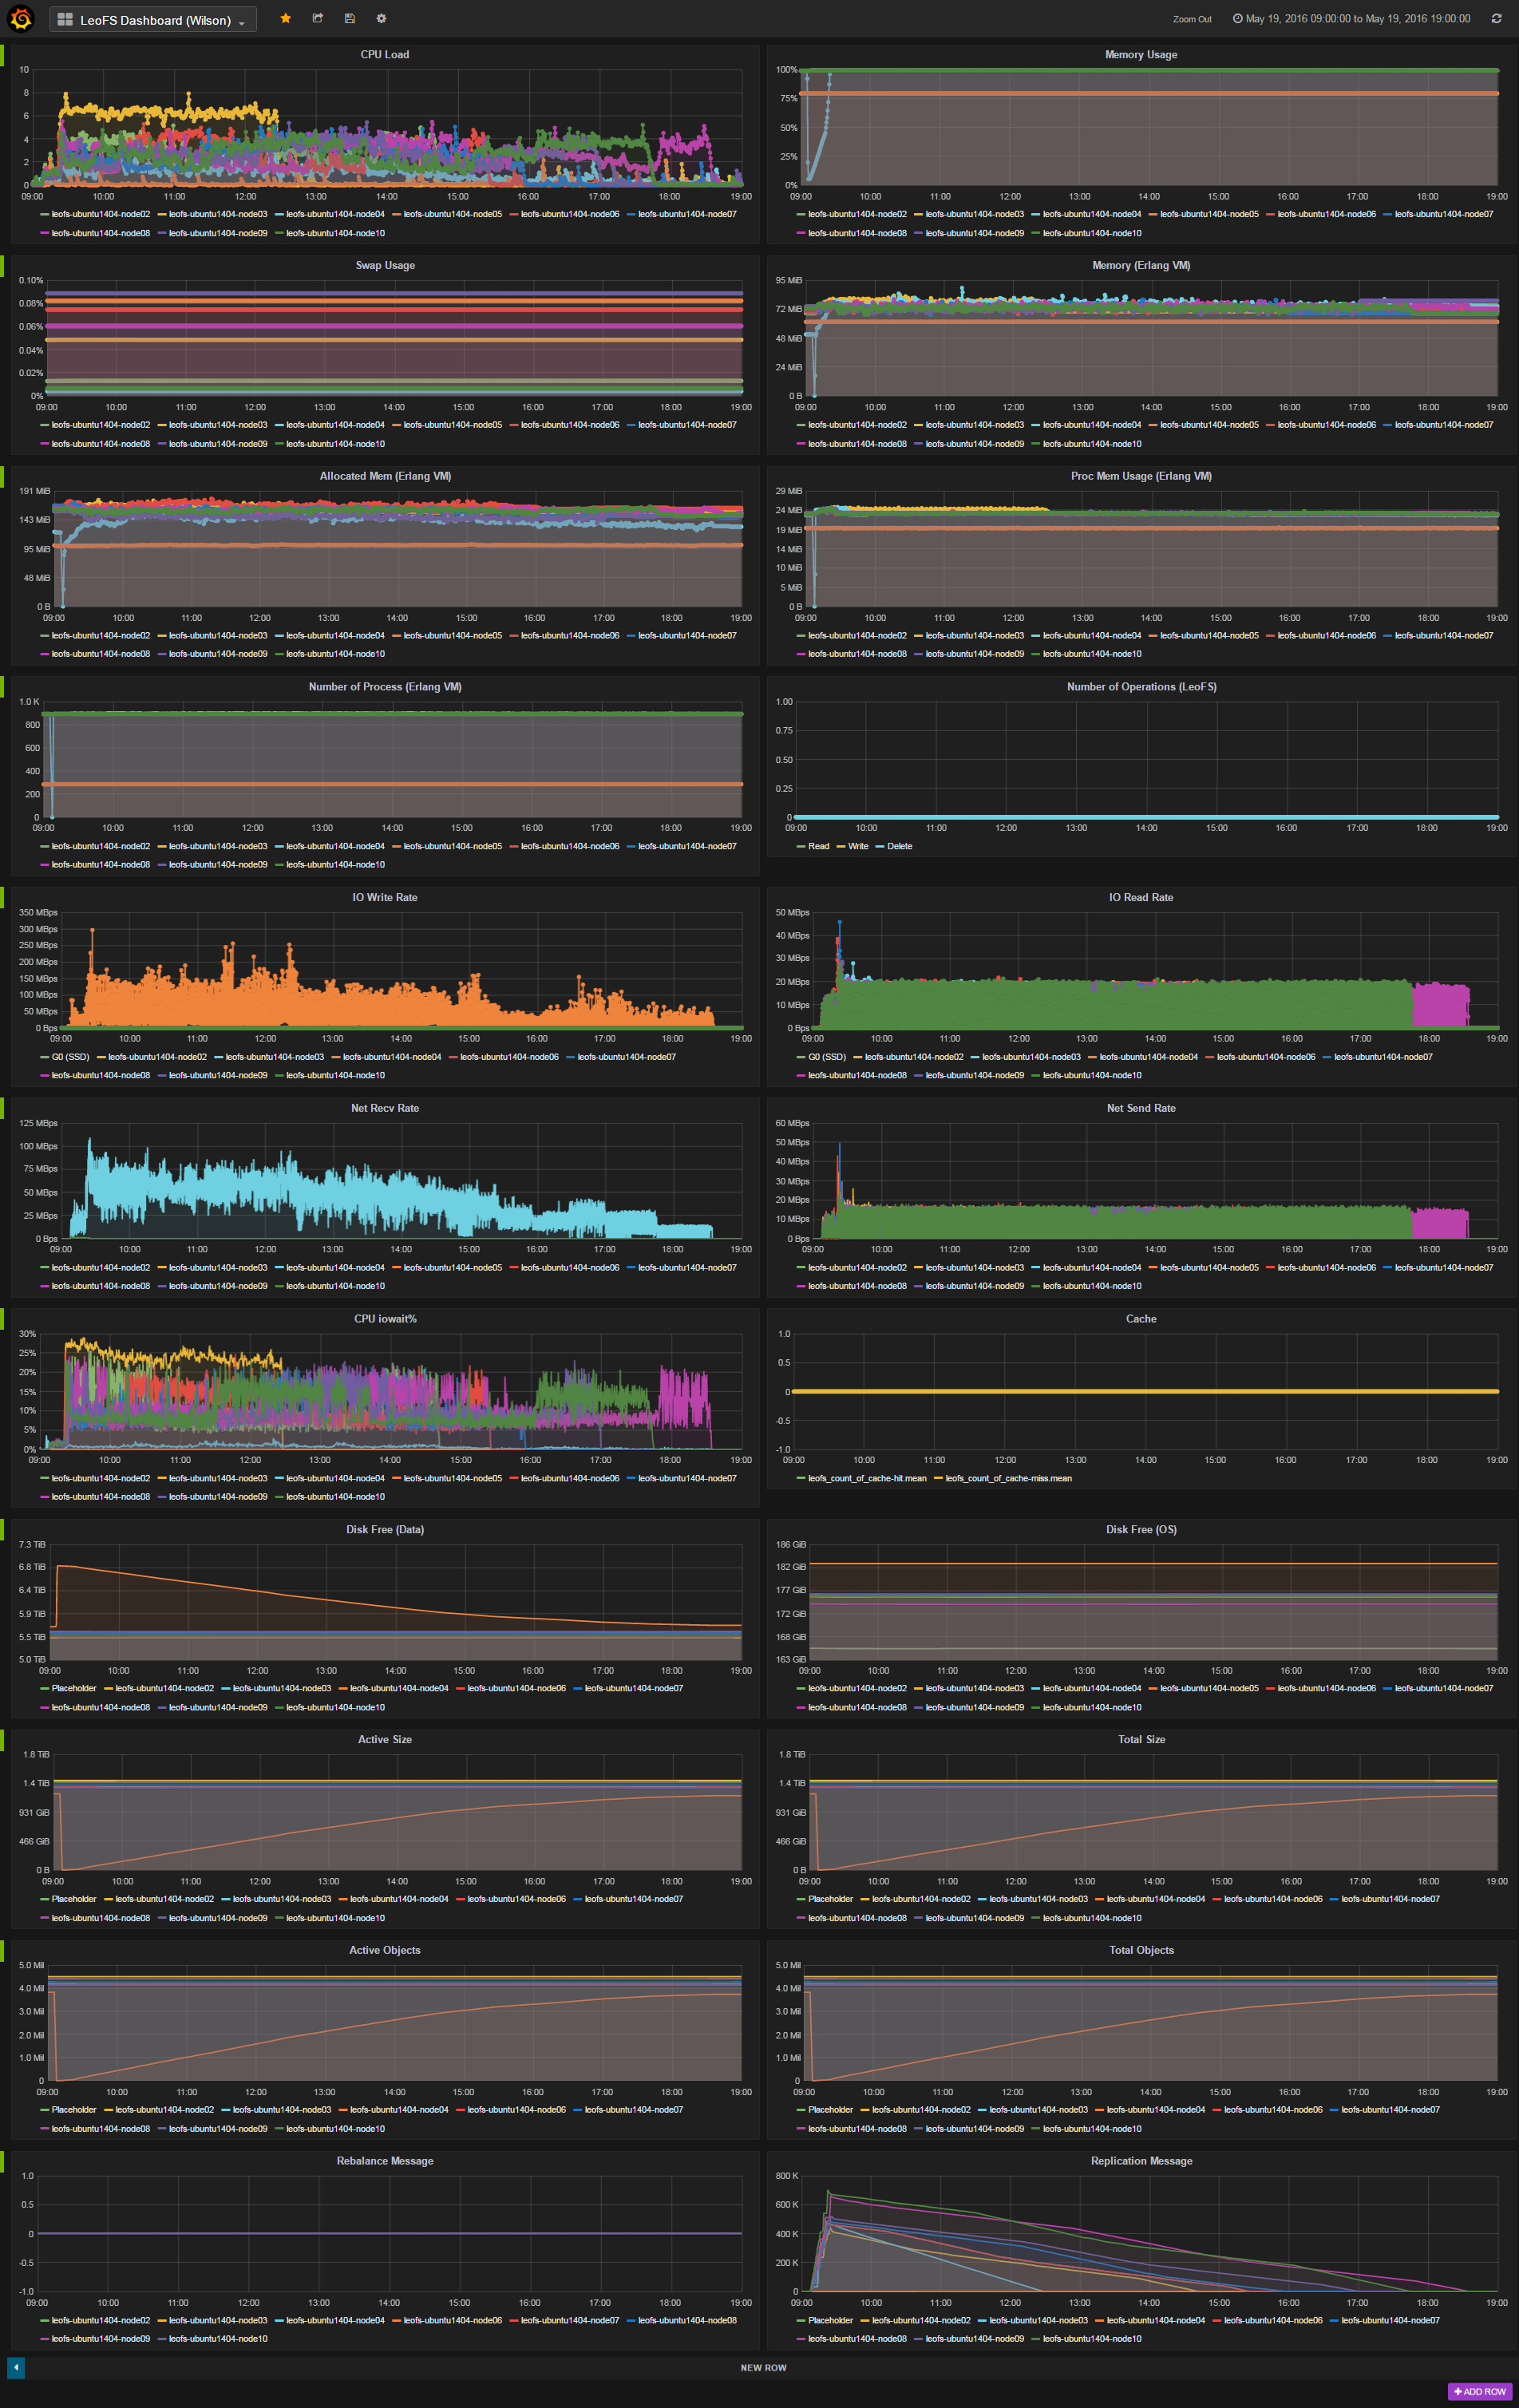 LeoFS Dashboard (Wilson)
Zoom Out May 19, 2016 09:00:00 to May 19, 2016 19:00:00
CPU Load
10
8
6
4
2
0
09:00 10:00 11:00 12:00 13:00 14:00 15:00 16:00 17:00 18:00 19:00
leofs-ubuntu1404-node02 leofs-ubuntu1404-node03 leofs-ubuntu1404-node04 leofs-ubuntu1404-node05 leofs-ubuntu1404-node06 leofs-ubuntu1404-node07
leofs-ubuntu1404-node08 leofs-ubuntu1404-node09 leofs-ubuntu1404-node10
Memory Usage
100%
75%
50%
25%
0%
09:00 10:00 11:00 12:00 13:00 14:00 15:00 16:00 17:00 18:00 19:00
leofs-ubuntu1404-node02 leofs-ubuntu1404-node03 leofs-ubuntu1404-node04 leofs-ubuntu1404-node05 leofs-ubuntu1404-node06 leofs-ubuntu1404-node07
leofs-ubuntu1404-node08 leofs-ubuntu1404-node09 leofs-ubuntu1404-node10
Swap Usage
0.10%
0.08%
0.06%
0.04%
0.02%
0%
09:00 10:00 11:00 12:00 13:00 14:00 15:00 16:00 17:00 18:00 19:00
leofs-ubuntu1404-node02 leofs-ubuntu1404-node03 leofs-ubuntu1404-node04 leofs-ubuntu1404-node05 leofs-ubuntu1404-node06 leofs-ubuntu1404-node07
leofs-ubuntu1404-node08 leofs-ubuntu1404-node09 leofs-ubuntu1404-node10
Memory (Erlang VM)
95 MiB
72 MiB
48 MiB
24 MiB
0 B
09:00 10:00 11:00 12:00 13:00 14:00 15:00 16:00 17:00 18:00 19:00
leofs-ubuntu1404-node02 leofs-ubuntu1404-node03 leofs-ubuntu1404-node04 leofs-ubuntu1404-node05 leofs-ubuntu1404-node06 leofs-ubuntu1404-node07
leofs-ubuntu1404-node08 leofs-ubuntu1404-node09 leofs-ubuntu1404-node10
Allocated Mem (Erlang VM)
191 MiB
143 MiB
95 MiB
48 MiB
0 B
09:00 10:00 11:00 12:00 13:00 14:00 15:00 16:00 17:00 18:00 19:00
leofs-ubuntu1404-node02 leofs-ubuntu1404-node03 leofs-ubuntu1404-node04 leofs-ubuntu1404-node05 leofs-ubuntu1404-node06 leofs-ubuntu1404-node07
leofs-ubuntu1404-node08 leofs-ubuntu1404-node09 leofs-ubuntu1404-node10
Proc Mem Usage (Erlang VM)
29 MiB
24 MiB
19 MiB
14 MiB
10 MiB
5 MiB
0 B
09:00 10:00 11:00 12:00 13:00 14:00 15:00 16:00 17:00 18:00 19:00
leofs-ubuntu1404-node02 leofs-ubuntu1404-node03 leofs-ubuntu1404-node04 leofs-ubuntu1404-node05 leofs-ubuntu1404-node06 leofs-ubuntu1404-node07
leofs-ubuntu1404-node08 leofs-ubuntu1404-node09 leofs-ubuntu1404-node10
Number of Process (Erlang VM)
1.0 K
800
600
400
200
0
09:00 10:00 11:00 12:00 13:00 14:00 15:00 16:00 17:00 18:00 19:00
leofs-ubuntu1404-node02 leofs-ubuntu1404-node03 leofs-ubuntu1404-node04 leofs-ubuntu1404-node05 leofs-ubuntu1404-node06 leofs-ubuntu1404-node07
leofs-ubuntu1404-node08 leofs-ubuntu1404-node09 leofs-ubuntu1404-node10
Number of Operations (LeoFS)
1.00
0.75
0.50
0.25
0
09:00 10:00 11:00 12:00 13:00 14:00 15:00 16:00 17:00 18:00 19:00
Read Write Delete
IO Write Rate
350 MBps
300 MBps
250 MBps
200 MBps
150 MBps
100 MBps
50 MBps
0 Bps
09:00 10:00 11:00 12:00 13:00 14:00 15:00 16:00 17:00 18:00 19:00
G0 (SSD) leofs-ubuntu1404-node02 leofs-ubuntu1404-node03 leofs-ubuntu1404-node04 leofs-ubuntu1404-node06 leofs-ubuntu1404-node07
leofs-ubuntu1404-node08 leofs-ubuntu1404-node09 leofs-ubuntu1404-node10
IO Read Rate
50 MBps
40 MBps
30 MBps
20 MBps
10 MBps
0 Bps
09:00 10:00 11:00 12:00 13:00 14:00 15:00 16:00 17:00 18:00 19:00
G0 (SSD) leofs-ubuntu1404-node02 leofs-ubuntu1404-node03 leofs-ubuntu1404-node04 leofs-ubuntu1404-node06 leofs-ubuntu1404-node07
leofs-ubuntu1404-node08 leofs-ubuntu1404-node09 leofs-ubuntu1404-node10
Net Recv Rate
125 MBps
100 MBps
75 MBps
50 MBps
25 MBps
0 Bps
09:00 10:00 11:00 12:00 13:00 14:00 15:00 16:00 17:00 18:00 19:00
leofs-ubuntu1404-node02 leofs-ubuntu1404-node03 leofs-ubuntu1404-node04 leofs-ubuntu1404-node05 leofs-ubuntu1404-node06 leofs-ubuntu1404-node07
leofs-ubuntu1404-node08 leofs-ubuntu1404-node09 leofs-ubuntu1404-node10
Net Send Rate
60 MBps
50 MBps
40 MBps
30 MBps
20 MBps
10 MBps
0 Bps
09:00 10:00 11:00 12:00 13:00 14:00 15:00 16:00 17:00 18:00 19:00
leofs-ubuntu1404-node02 leofs-ubuntu1404-node03 leofs-ubuntu1404-node04 leofs-ubuntu1404-node05 leofs-ubuntu1404-node06 leofs-ubuntu1404-node07
leofs-ubuntu1404-node08 leofs-ubuntu1404-node09 leofs-ubuntu1404-node10
CPU iowait%
30%
25%
20%
15%
10%
5%
0%
09:00 10:00 11:00 12:00 13:00 14:00 15:00 16:00 17:00 18:00 19:00
leofs-ubuntu1404-node02 leofs-ubuntu1404-node03 leofs-ubuntu1404-node04 leofs-ubuntu1404-node05 leofs-ubuntu1404-node06 leofs-ubuntu1404-node07
leofs-ubuntu1404-node08 leofs-ubuntu1404-node09 leofs-ubuntu1404-node10
Cache
1.0
0.5
0
-0.5
-1.0
09:00 10:00 11:00 12:00 13:00 14:00 15:00 16:00 17:00 18:00 19:00
leofs_count_of_cache-hit.mean leofs_count_of_cache-miss.mean
Disk Free (Data)
7.3 TiB
6.8 TiB
6.4 TiB
5.9 TiB
5.5 TiB
5.0 TiB
09:00 10:00 11:00 12:00 13:00 14:00 15:00 16:00 17:00 18:00 19:00
Placeholder leofs-ubuntu1404-node02 leofs-ubuntu1404-node03 leofs-ubuntu1404-node04 leofs-ubuntu1404-node06 leofs-ubuntu1404-node07
leofs-ubuntu1404-node08 leofs-ubuntu1404-node09 leofs-ubuntu1404-node10
Disk Free (OS)
186 GiB
182 GiB
177 GiB
172 GiB
168 GiB
163 GiB
09:00 10:00 11:00 12:00 13:00 14:00 15:00 16:00 17:00 18:00 19:00
leofs-ubuntu1404-node02 leofs-ubuntu1404-node03 leofs-ubuntu1404-node04 leofs-ubuntu1404-node05 leofs-ubuntu1404-node06 leofs-ubuntu1404-node07
leofs-ubuntu1404-node08 leofs-ubuntu1404-node09 leofs-ubuntu1404-node10
Active Size
1.8 TiB
1.4 TiB
931 GiB
466 GiB
0 B
09:00 10:00 11:00 12:00 13:00 14:00 15:00 16:00 17:00 18:00 19:00
Placeholder leofs-ubuntu1404-node02 leofs-ubuntu1404-node03 leofs-ubuntu1404-node04 leofs-ubuntu1404-node06 leofs-ubuntu1404-node07
leofs-ubuntu1404-node08 leofs-ubuntu1404-node09 leofs-ubuntu1404-node10
Total Size
1.8 TiB
1.4 TiB
931 GiB
466 GiB
0 B
09:00 10:00 11:00 12:00 13:00 14:00 15:00 16:00 17:00 18:00 19:00
Placeholder leofs-ubuntu1404-node02 leofs-ubuntu1404-node03 leofs-ubuntu1404-node04 leofs-ubuntu1404-node06 leofs-ubuntu1404-node07
leofs-ubuntu1404-node08 leofs-ubuntu1404-node09 leofs-ubuntu1404-node10
Active Objects
5.0 Mil
4.0 Mil
3.0 Mil
2.0 Mil
1.0 Mil
0
09:00 10:00 11:00 12:00 13:00 14:00 15:00 16:00 17:00 18:00 19:00
Placeholder leofs-ubuntu1404-node02 leofs-ubuntu1404-node03 leofs-ubuntu1404-node04 leofs-ubuntu1404-node06 leofs-ubuntu1404-node07
leofs-ubuntu1404-node08 leofs-ubuntu1404-node09 leofs-ubuntu1404-node10
Total Objects
5.0 Mil
4.0 Mil
3.0 Mil
2.0 Mil
1.0 Mil
0
09:00 10:00 11:00 12:00 13:00 14:00 15:00 16:00 17:00 18:00 19:00
Placeholder leofs-ubuntu1404-node02 leofs-ubuntu1404-node03 leofs-ubuntu1404-node04 leofs-ubuntu1404-node06 leofs-ubuntu1404-node07
leofs-ubuntu1404-node08 leofs-ubuntu1404-node09 leofs-ubuntu1404-node10
Rebalance Message
1.0
0.5
0
-0.5
-1.0
09:00 10:00 11:00 12:00 13:00 14:00 15:00 16:00 17:00 18:00 19:00
leofs-ubuntu1404-node02 leofs-ubuntu1404-node03 leofs-ubuntu1404-node04 leofs-ubuntu1404-node06 leofs-ubuntu1404-node07 leofs-ubuntu1404-node08
leofs-ubuntu1404-node09 leofs-ubuntu1404-node10
Replication Message
800 K
600 K
400 K
200 K
0
09:00 10:00 11:00 12:00 13:00 14:00 15:00 16:00 17:00 18:00 19:00
Placeholder leofs-ubuntu1404-node02 leofs-ubuntu1404-node03 leofs-ubuntu1404-node04 leofs-ubuntu1404-node06 leofs-ubuntu1404-node07
leofs-ubuntu1404-node08 leofs-ubuntu1404-node09 leofs-ubuntu1404-node10
NEW ROW
ADD ROW